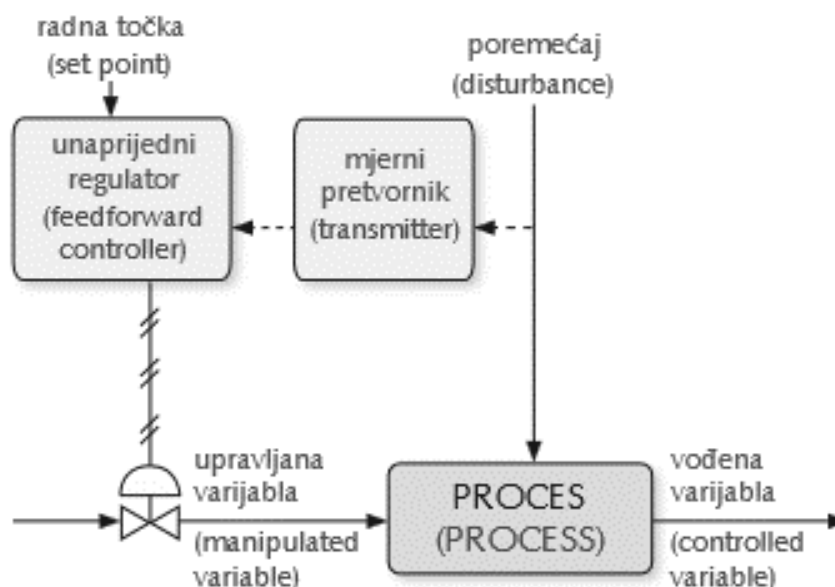 radna točka
(set point)
poremećaj
(disturbance)
unaprijedni
regulator
(feedforward
controller)
mjerni
pretvornik
(transmitter)
upravljana
varijabla
(manipulated
variable)
PROCES
(PROCESS)
vođena
varijabla
(controlled
variable)